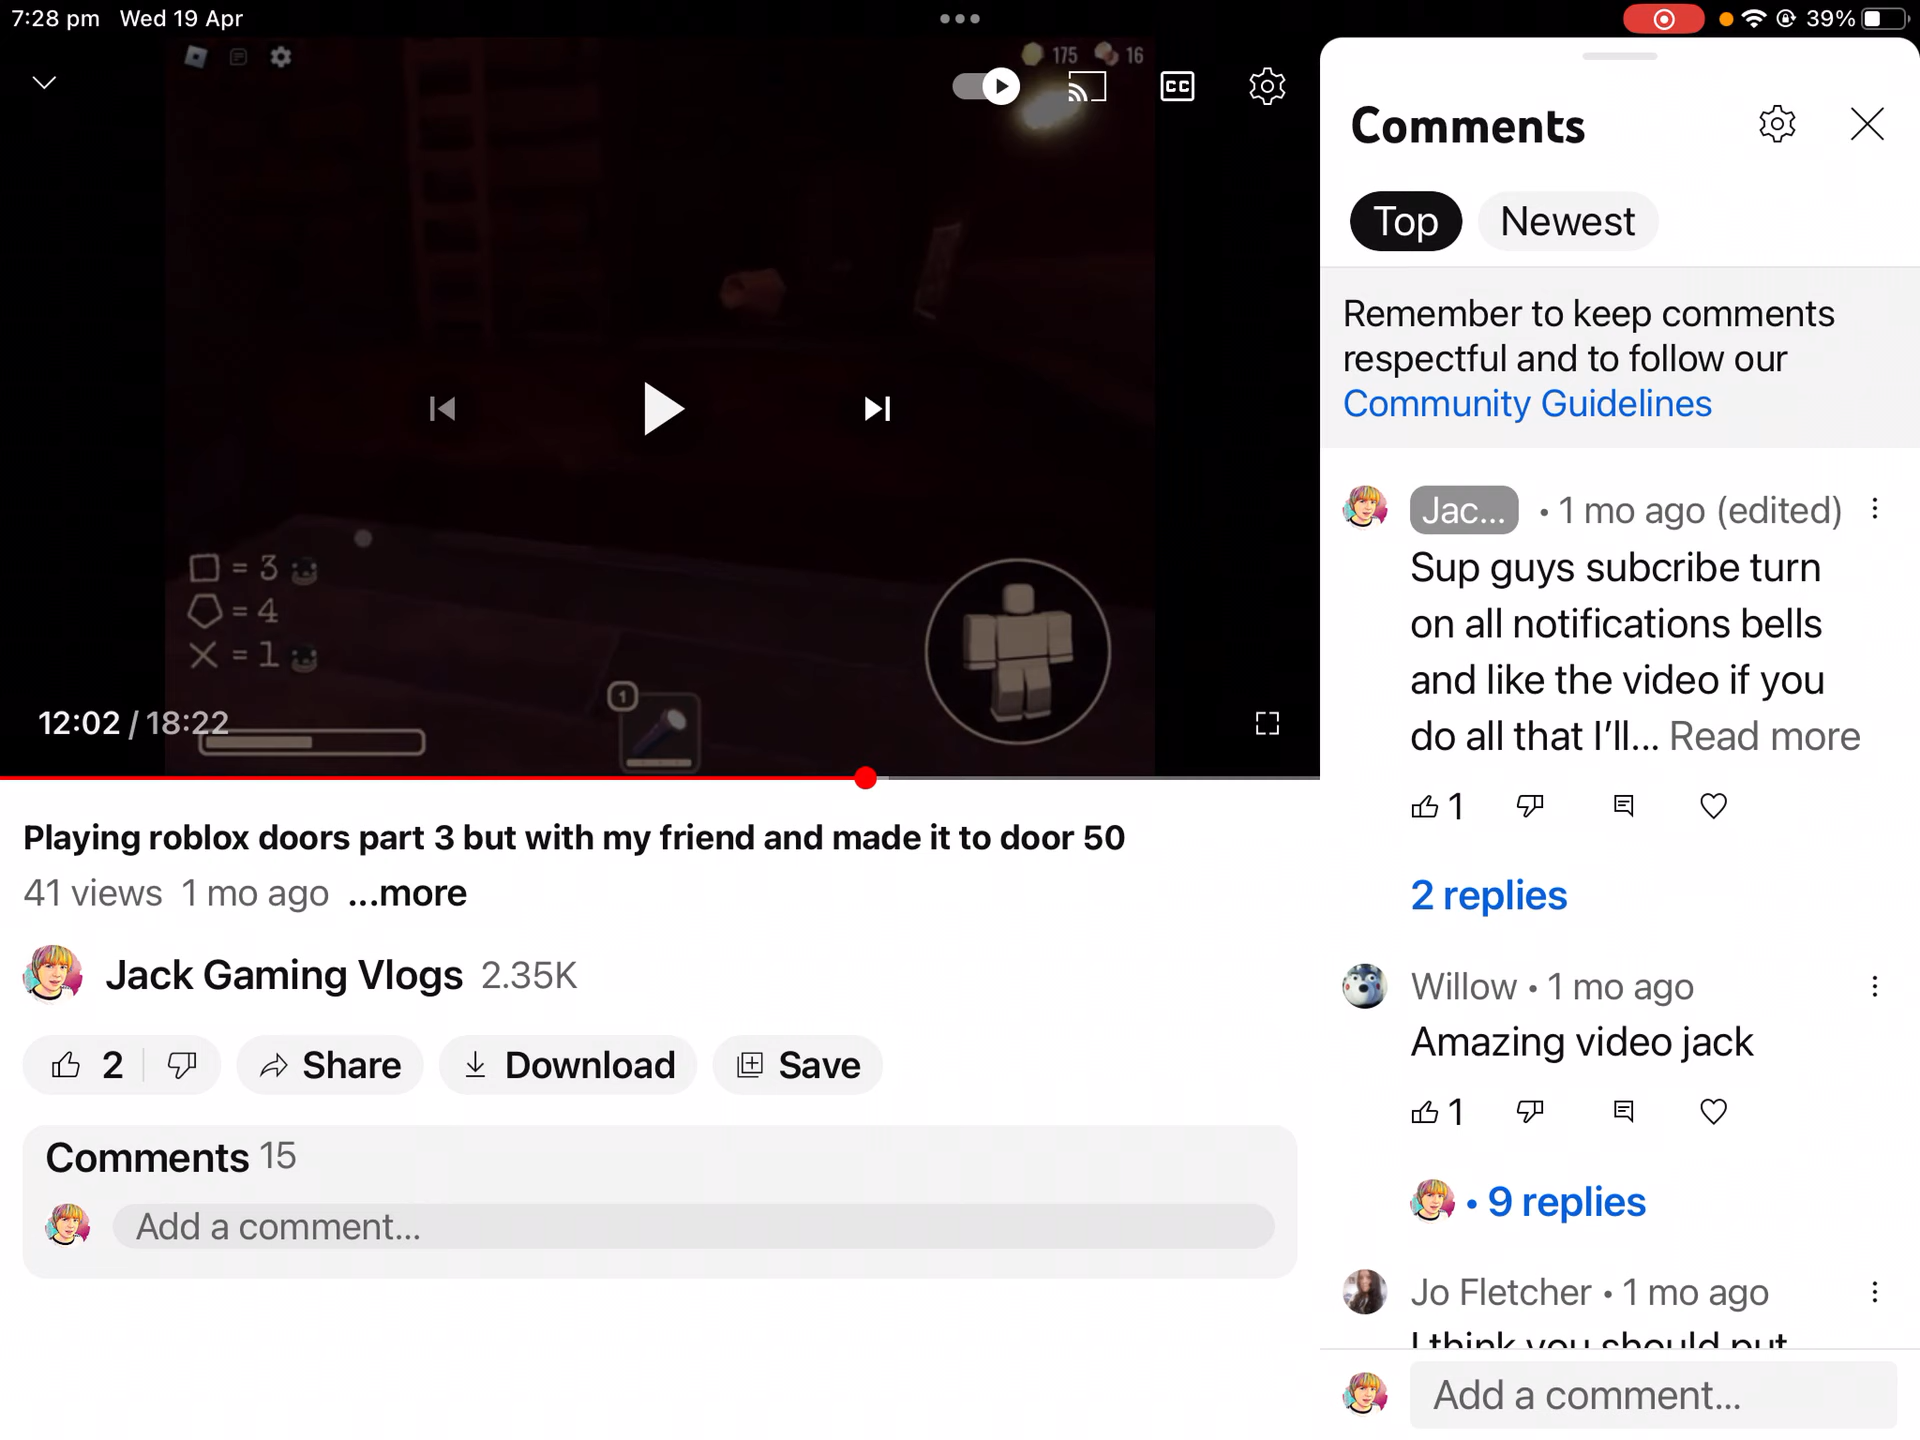 7:28 pm Wed 19 Apr
39%
175 16
CC
= 3
= 4
= 1
1
12:02 / 18:22
Playing roblox doors part 3 but with my friend and made it to door 50
41 views 1 mo ago ...more
Jack Gaming Vlogs 2.35K
2 Share Download Save
Comments 15
Add a comment...
Comments
Top Newest
Remember to keep comments
respectful and to follow our
Community Guidelines
Jac... • 1 mo ago (edited)
Sup guys subcribe turn
on all notifications bells
and like the video if you
do all that I’ll... Read more
1
2 replies
Willow • 1 mo ago
Amazing video jack
1
• 9 replies
Jo Fletcher • 1 mo ago
I think you should put
Add a comment...